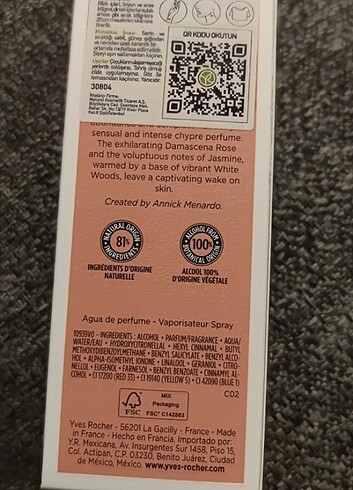 QR KODU OKUTUN
30804
sensual and intense chypre perfume.
The exhilarating Damascena Rose
and the voluptuous notes of Jasmine,
warmed by a base of vibrant White
Woods, leave a captivating wake on
skin.
Created by Annick Menardo.
NATURAL ORIGIN
81%
INGREDIENTS
ALCOHOL FROM
100%
BOTANICAL ORIGIN
INGRÉDIENTS D'ORIGINE
NATURELLE
ALCOOL 100%
D'ORIGINE VÉGÉTALE
Agua de perfume - Vaporisateur Spray
10939V0 - INGREDIENTS : ALCOHOL • PARFUM/FRAGRANCE • AQUA/
WATER/EAU • HYDROXYCITRONELLAL • HEXYL CINNAMAL • BUTYL
METHOXYDIBENZOYLMETHANE • BENZYL SALICYLATE • BENZYL ALCO-
HOL • ALPHA-ISOMETHYL IONONE • LINALOOL • GERANIOL • CITRO-
NELLOL • EUGENOL • FARNESOL • BENZYL BENZOATE • CINNAMYL AL-
COHOL • CI 17200 (RED 33) • CI 19140 (YELLOW 5) • CI 42090 (BLUE 1)
C02
FSC
MIX
Packaging
FSC® C142563
Yves Rocher - 56201 La Gacilly - France - Made
in France - Hecho en Francia. Importado por:
Y.R. Mexicana, Av. Insurgentes Sur 1458, Piso 15,
Col. Actipan, C.P. 03230, Benito Juárez, Ciudad
de México, México. www.yves-rocher.com